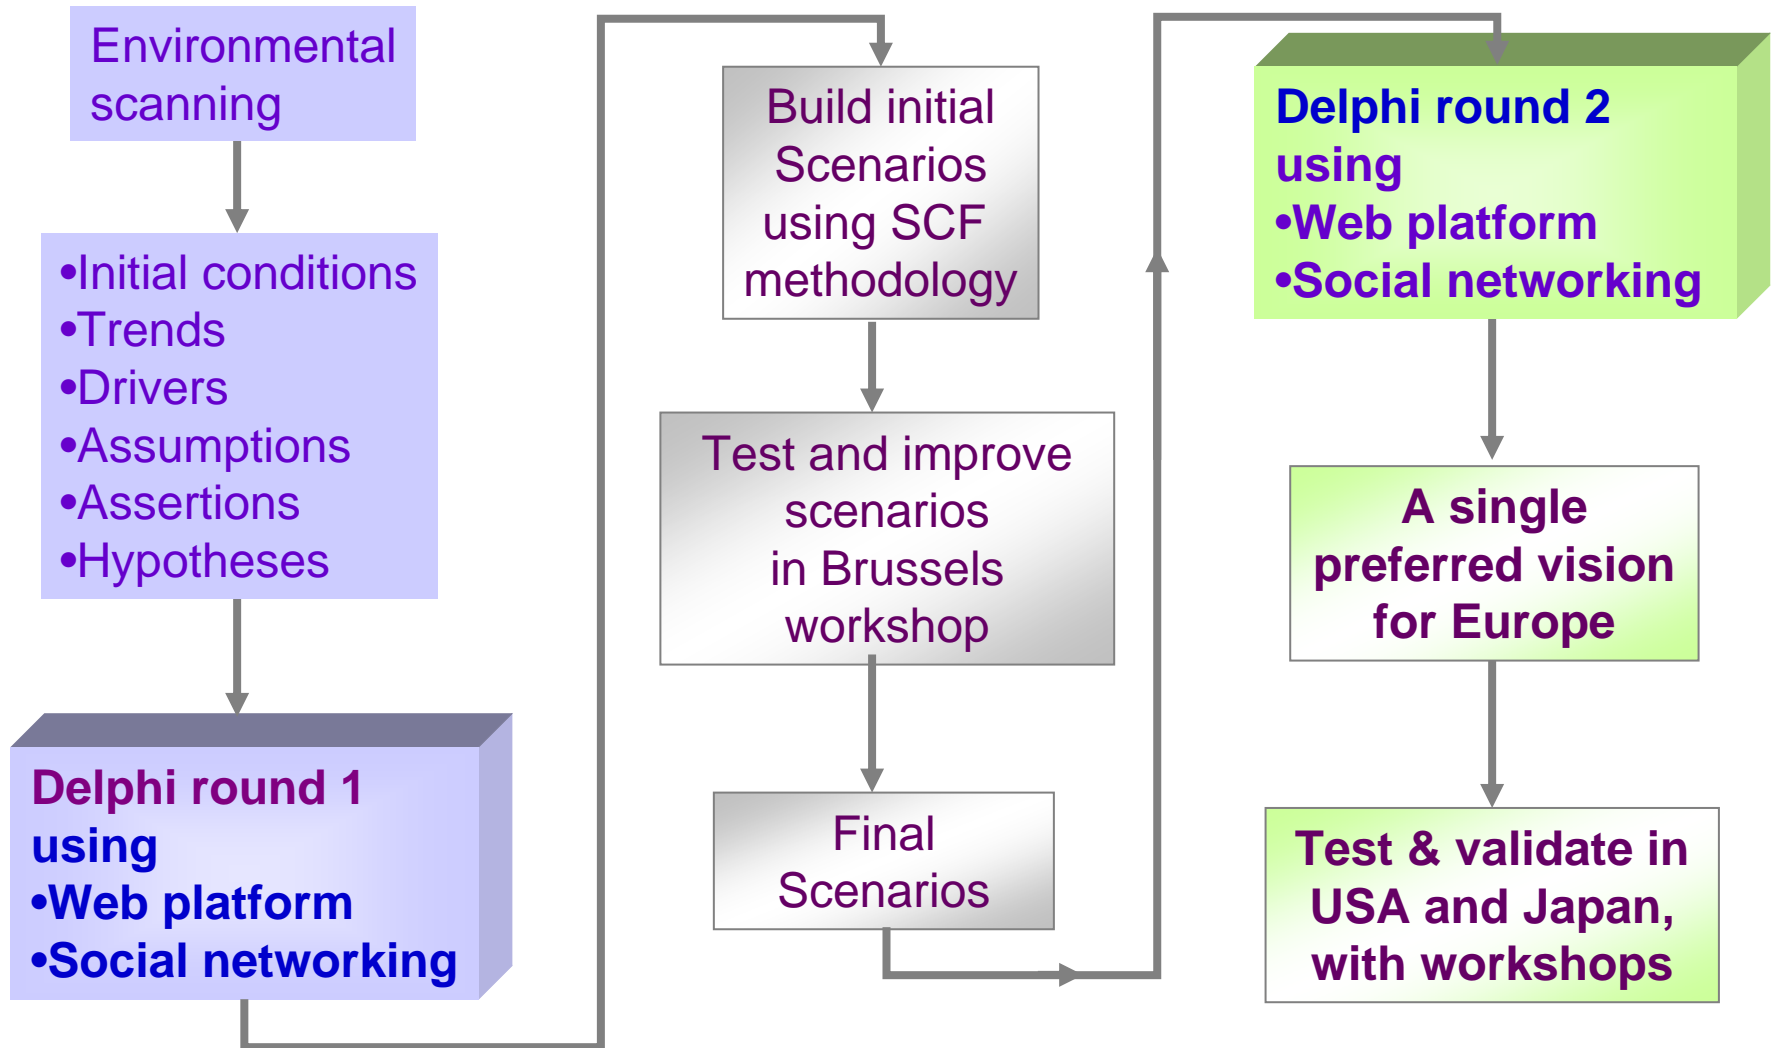 Environmental
scanning
•Initial conditions
•Trends
•Drivers
•Assumptions
•Assertions
•Hypotheses
Delphi round 1
using
•Web platform
•Social networking
Build initial
Scenarios
using SCF
methodology
Test and improve
scenarios
in Brussels
workshop
Final
Scenarios
Delphi round 2
using
•Web platform
•Social networking
A single
preferred vision
for Europe
Test & validate in
USA and Japan,
with workshops